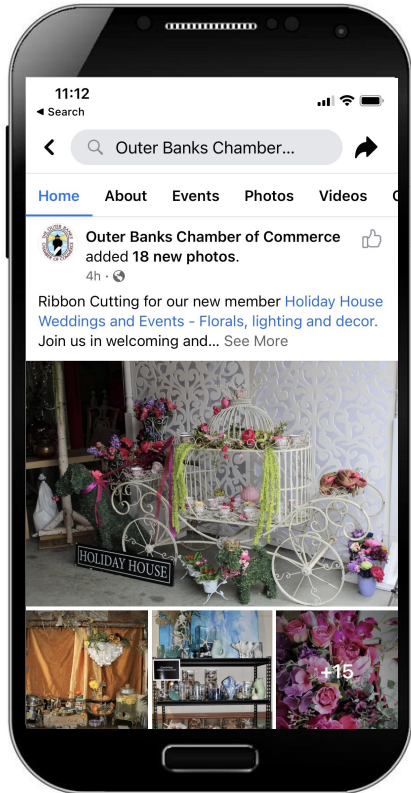 11:12
Search
Outer Banks Chamber...
Home About Events Photos Videos
Outer Banks Chamber of Commerce
added 18 new photos.
4h ·
Ribbon Cutting for our new member Holiday House
Weddings and Events - Florals, lighting and decor.
Join us in welcoming and... See More
HOLIDAY HOUSE
+15